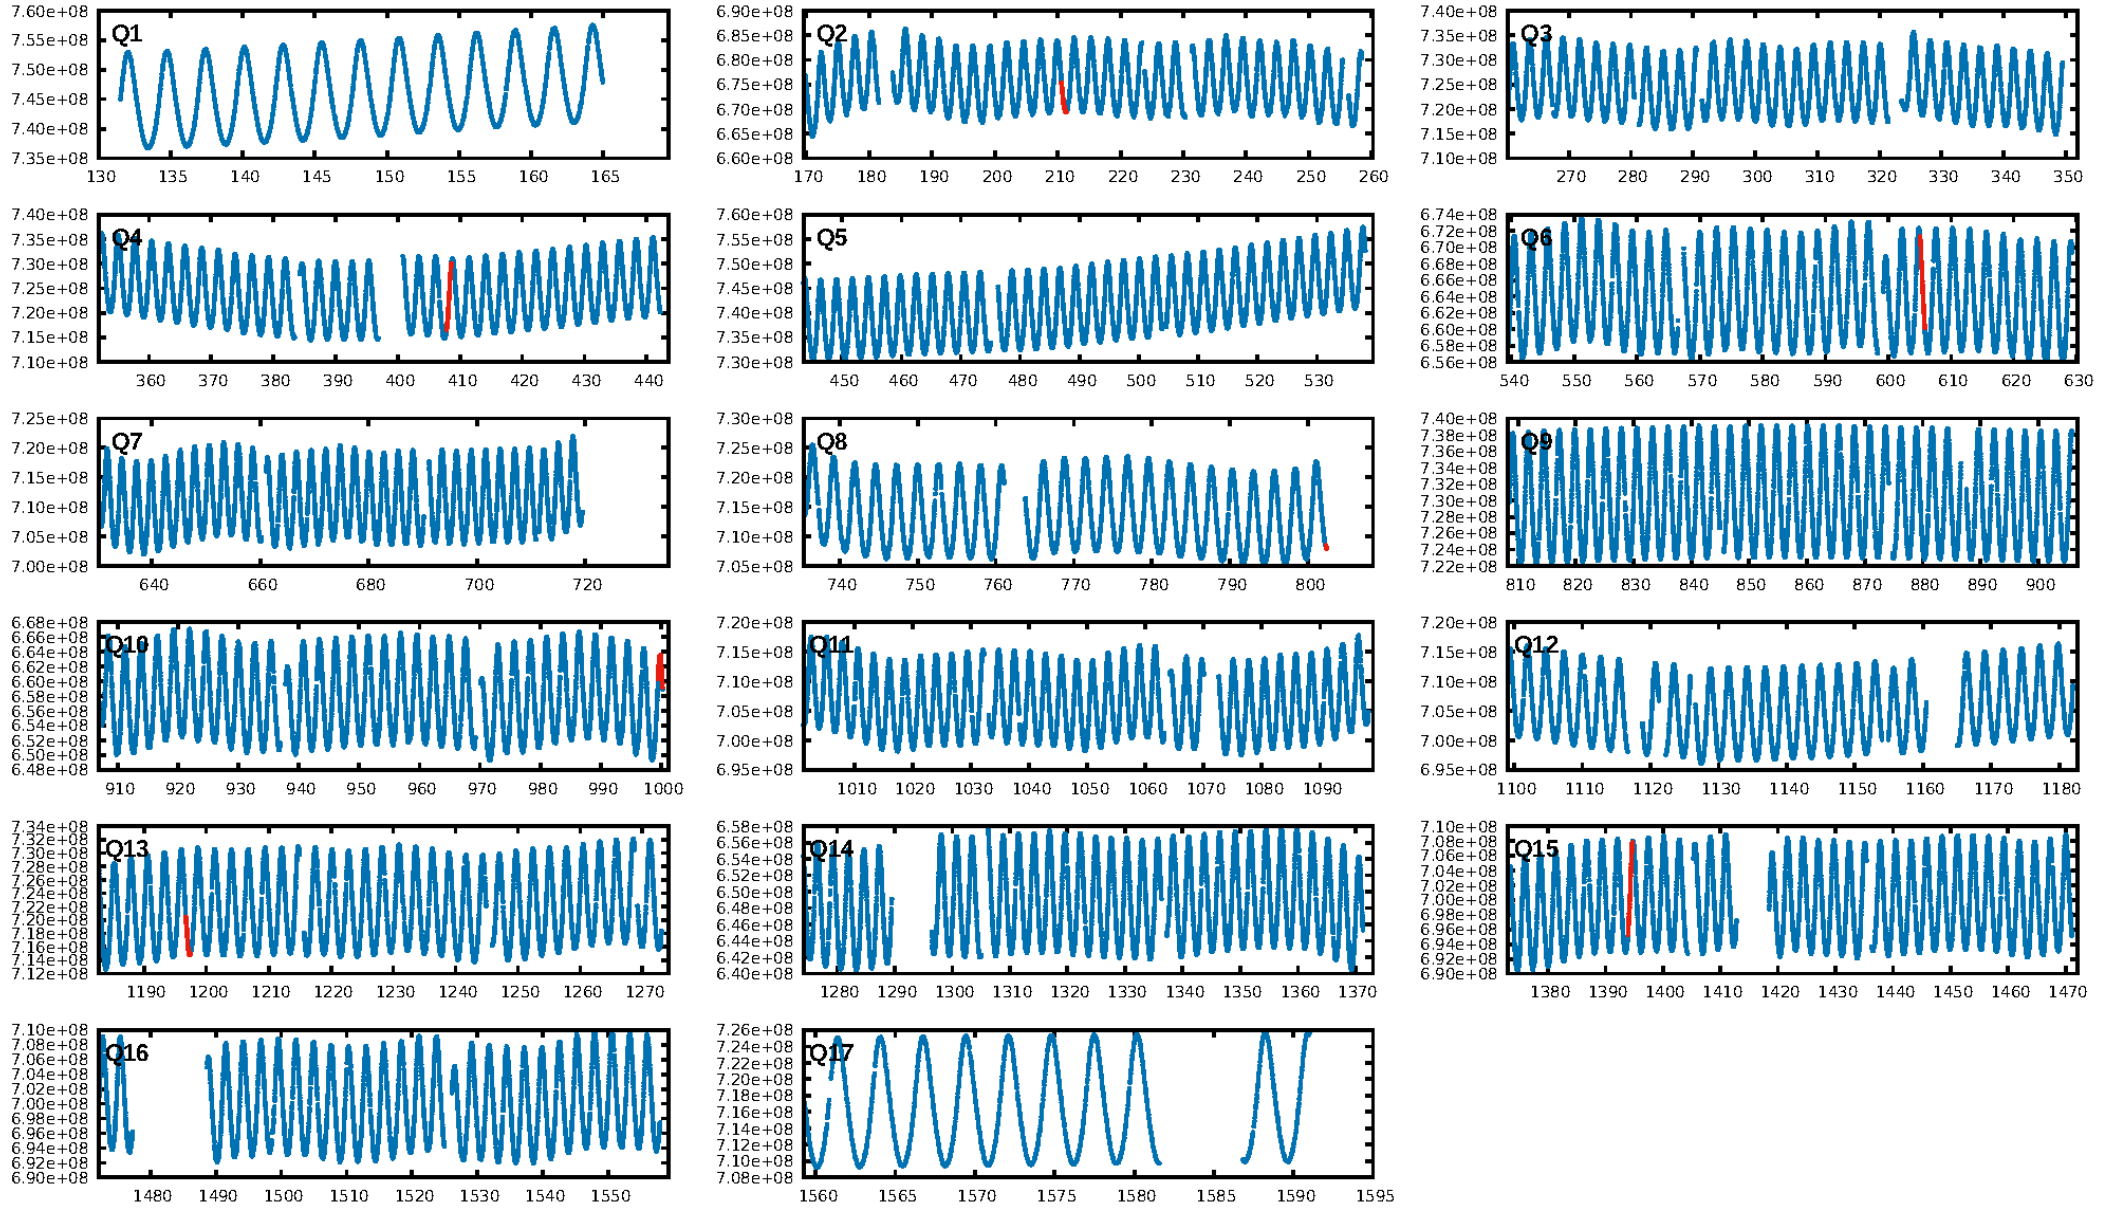 7.60e+08
Q1
7.55e+08
7.50e+08
7.45e+08
7.40e+08
7.35e+08
130 135 140 145 150 155 160 165
6.90e+08
Q2
6.85e+08
6.80e+08
6.75e+08
6.70e+08
6.65e+08
6.60e+08
170 180 190 200 210 220 230 240 250 260
7.40e+08
Q3
7.35e+08
7.30e+08
7.25e+08
7.20e+08
7.15e+08
7.10e+08
270 280 290 300 310 320 330 340 350
7.40e+08
Q4
7.35e+08
7.30e+08
7.25e+08
7.20e+08
7.15e+08
7.10e+08
360 370 380 390 400 410 420 430 440
7.60e+08
Q5
7.55e+08
7.50e+08
7.45e+08
7.40e+08
7.35e+08
7.30e+08
450 460 470 480 490 500 510 520 530
6.74e+08
Q6
6.72e+08
6.70e+08
6.68e+08
6.66e+08
6.64e+08
6.62e+08
6.60e+08
6.58e+08
6.56e+08
540 550 560 570 580 590 600 610 620 630
7.25e+08
Q7
7.20e+08
7.15e+08
7.10e+08
7.05e+08
7.00e+08
640 660 680 700 720
7.30e+08
Q8
7.25e+08
7.20e+08
7.15e+08
7.10e+08
7.05e+08
740 750 760 770 780 790 800
7.40e+08
Q9
7.38e+08
7.36e+08
7.34e+08
7.32e+08
7.30e+08
7.28e+08
7.26e+08
7.24e+08
7.22e+08
810 820 830 840 850 860 870 880 890 900
6.68e+08
Q10
6.66e+08
6.64e+08
6.62e+08
6.60e+08
6.58e+08
6.56e+08
6.54e+08
6.52e+08
6.50e+08
6.48e+08
910 920 930 940 950 960 970 980 990 1000
7.20e+08
Q11
7.15e+08
7.10e+08
7.05e+08
7.00e+08
6.95e+08
1010 1020 1030 1040 1050 1060 1070 1080 1090
7.20e+08
Q12
7.15e+08
7.10e+08
7.05e+08
7.00e+08
6.95e+08
1100 1110 1120 1130 1140 1150 1160 1170 1180
7.34e+08
Q13
7.32e+08
7.30e+08
7.28e+08
7.26e+08
7.24e+08
7.22e+08
7.20e+08
7.18e+08
7.16e+08
7.14e+08
7.12e+08
1190 1200 1210 1220 1230 1240 1250 1260 1270
6.58e+08
Q14
6.56e+08
6.54e+08
6.52e+08
6.50e+08
6.48e+08
6.46e+08
6.44e+08
6.42e+08
6.40e+08
1280 1290 1300 1310 1320 1330 1340 1350 1360 1370
7.10e+08
Q15
7.08e+08
7.06e+08
7.04e+08
7.02e+08
7.00e+08
6.98e+08
6.96e+08
6.94e+08
6.92e+08
6.90e+08
1380 1390 1400 1410 1420 1430 1440 1450 1460 1470
7.10e+08
Q16
7.08e+08
7.06e+08
7.04e+08
7.02e+08
7.00e+08
6.98e+08
6.96e+08
6.94e+08
6.92e+08
6.90e+08
1480 1490 1500 1510 1520 1530 1540 1550
7.26e+08
Q17
7.24e+08
7.22e+08
7.20e+08
7.18e+08
7.16e+08
7.14e+08
7.12e+08
7.10e+08
7.08e+08
1560 1565 1570 1575 1580 1585 1590 1595